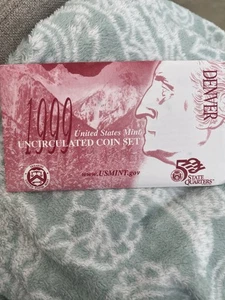 1999
DENVER
United States Mint
UNCIRCULATED COIN SET
www.USMINT.gov
50
STATE
QUARTERS